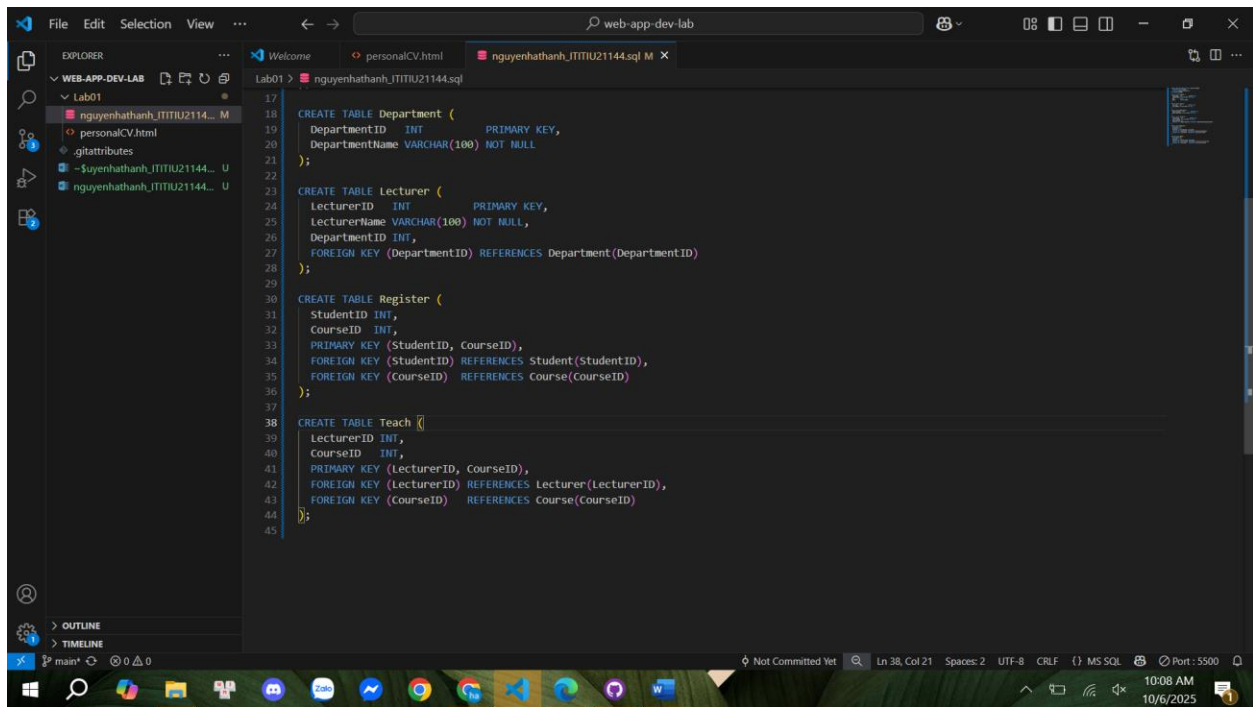 File Edit Selection View ··· web-app-dev-lab
EXPLORER ···
Welcome personalCV.html nguyenhathanh_ITITIU21144.sql M
WEB-APP-DEV-LAB
Lab01 > nguyenhathanh_ITITIU21144.sql
Lab01
nguyenhathanh_ITITIU2114... M
personalCV.html
.gitattributes
~$uyenhathanh_ITITIU21144... U
nguyenhathanh_ITITIU21144... U
17
18 CREATE TABLE Department (
19 DepartmentID INT PRIMARY KEY,
20 DepartmentName VARCHAR(100) NOT NULL
21 );
22
23 CREATE TABLE Lecturer (
24 LecturerID INT PRIMARY KEY,
25 LecturerName VARCHAR(100) NOT NULL,
26 DepartmentID INT,
27 FOREIGN KEY (DepartmentID) REFERENCES Department(DepartmentID)
28 );
29
30 CREATE TABLE Register (
31 StudentID INT,
32 CourseID INT,
33 PRIMARY KEY (StudentID, CourseID),
34 FOREIGN KEY (StudentID) REFERENCES Student(StudentID),
35 FOREIGN KEY (CourseID) REFERENCES Course(CourseID)
36 );
37
38 CREATE TABLE Teach (
39 LecturerID INT,
40 CourseID INT,
41 PRIMARY KEY (LecturerID, CourseID),
42 FOREIGN KEY (LecturerID) REFERENCES Lecturer(LecturerID),
43 FOREIGN KEY (CourseID) REFERENCES Course(CourseID)
44 );
45
3
2
1
OUTLINE
TIMELINE
main* 0 0 Not Committed Yet Ln 38, Col 21 Spaces: 2 UTF-8 CRLF {} MS SQL Port : 5500
Zalo
10:08 AM
10/6/2025
1